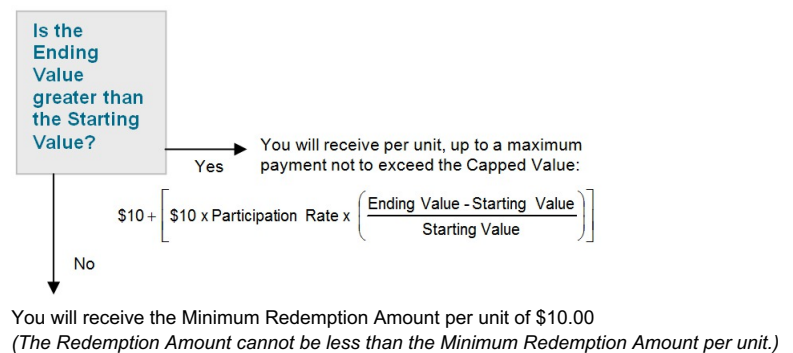 Is the
Ending
Value
greater than
the Starting
Value?
Yes
You will receive per unit, up to a maximum
payment not to exceed the Capped Value:
$10 + [ $10 x Participation Rate x ( Ending Value - Starting Value / Starting Value ) ]
No
You will receive the Minimum Redemption Amount per unit of $10.00
(The Redemption Amount cannot be less than the Minimum Redemption Amount per unit.)